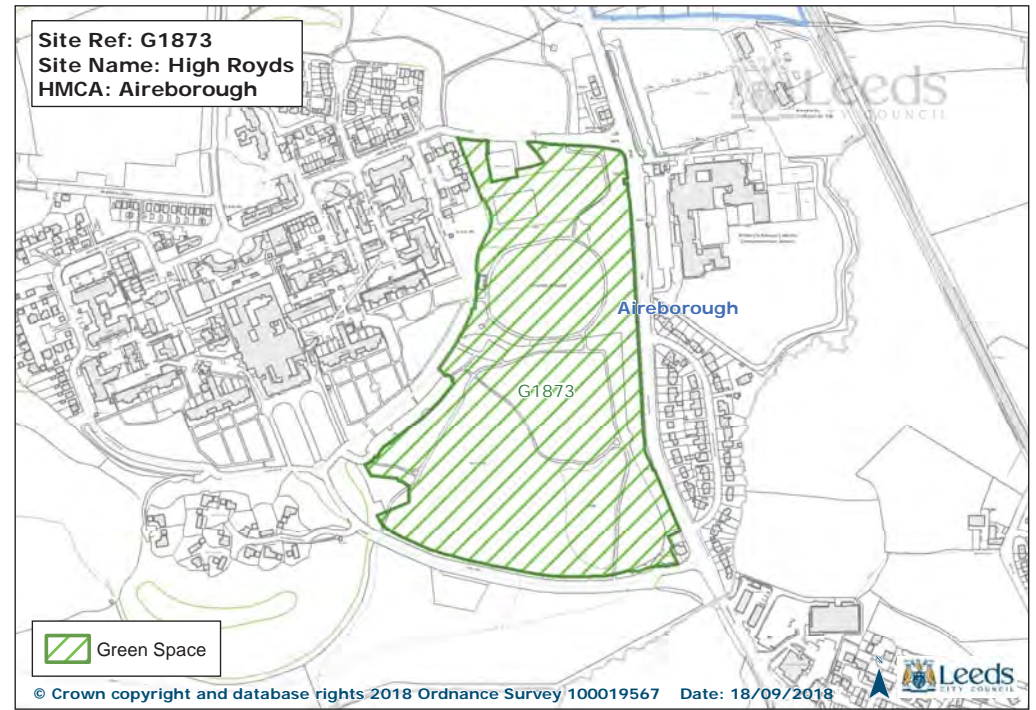 Site Ref: G1873
Site Name: High Royds
HMCA: Aireborough
Leeds
CITY COUNCIL
Aireborough
G1873
Green Space
© Crown copyright and database rights 2018 Ordnance Survey 100019567 Date: 18/09/2018
N
Leeds
CITY COUNCIL